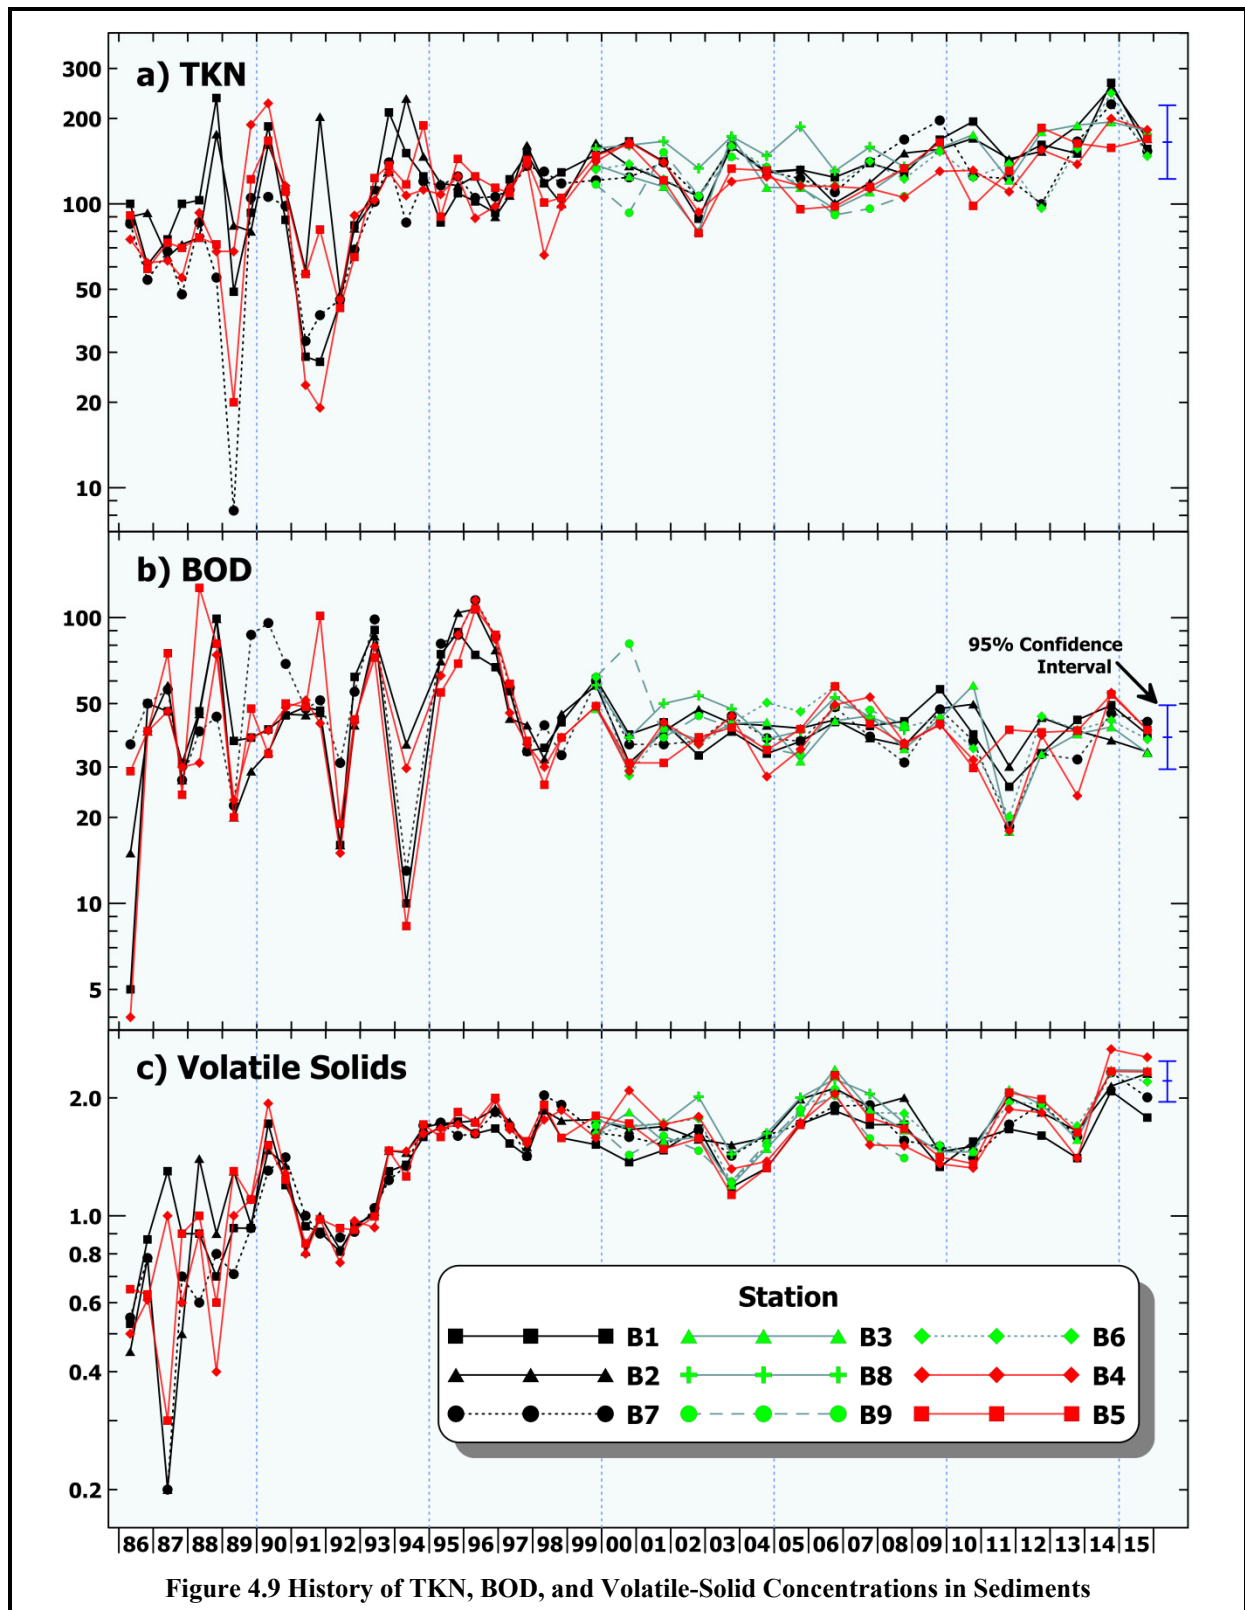 a) TKN
300
200
100
50
30
20
10
b) BOD
100
50
30
20
10
5
95% Confidence
Interval
c) Volatile Solids
2.0
1.0
0.8
0.6
0.4
0.2
Station
B1 B3 B6
B2 B8 B4
B7 B9 B5
86 87 88 89 90 91 92 93 94 95 96 97 98 99 00 01 02 03 04 05 06 07 08 09 10 11 12 13 14 15
Figure 4.9 History of TKN, BOD, and Volatile-Solid Concentrations in Sediments